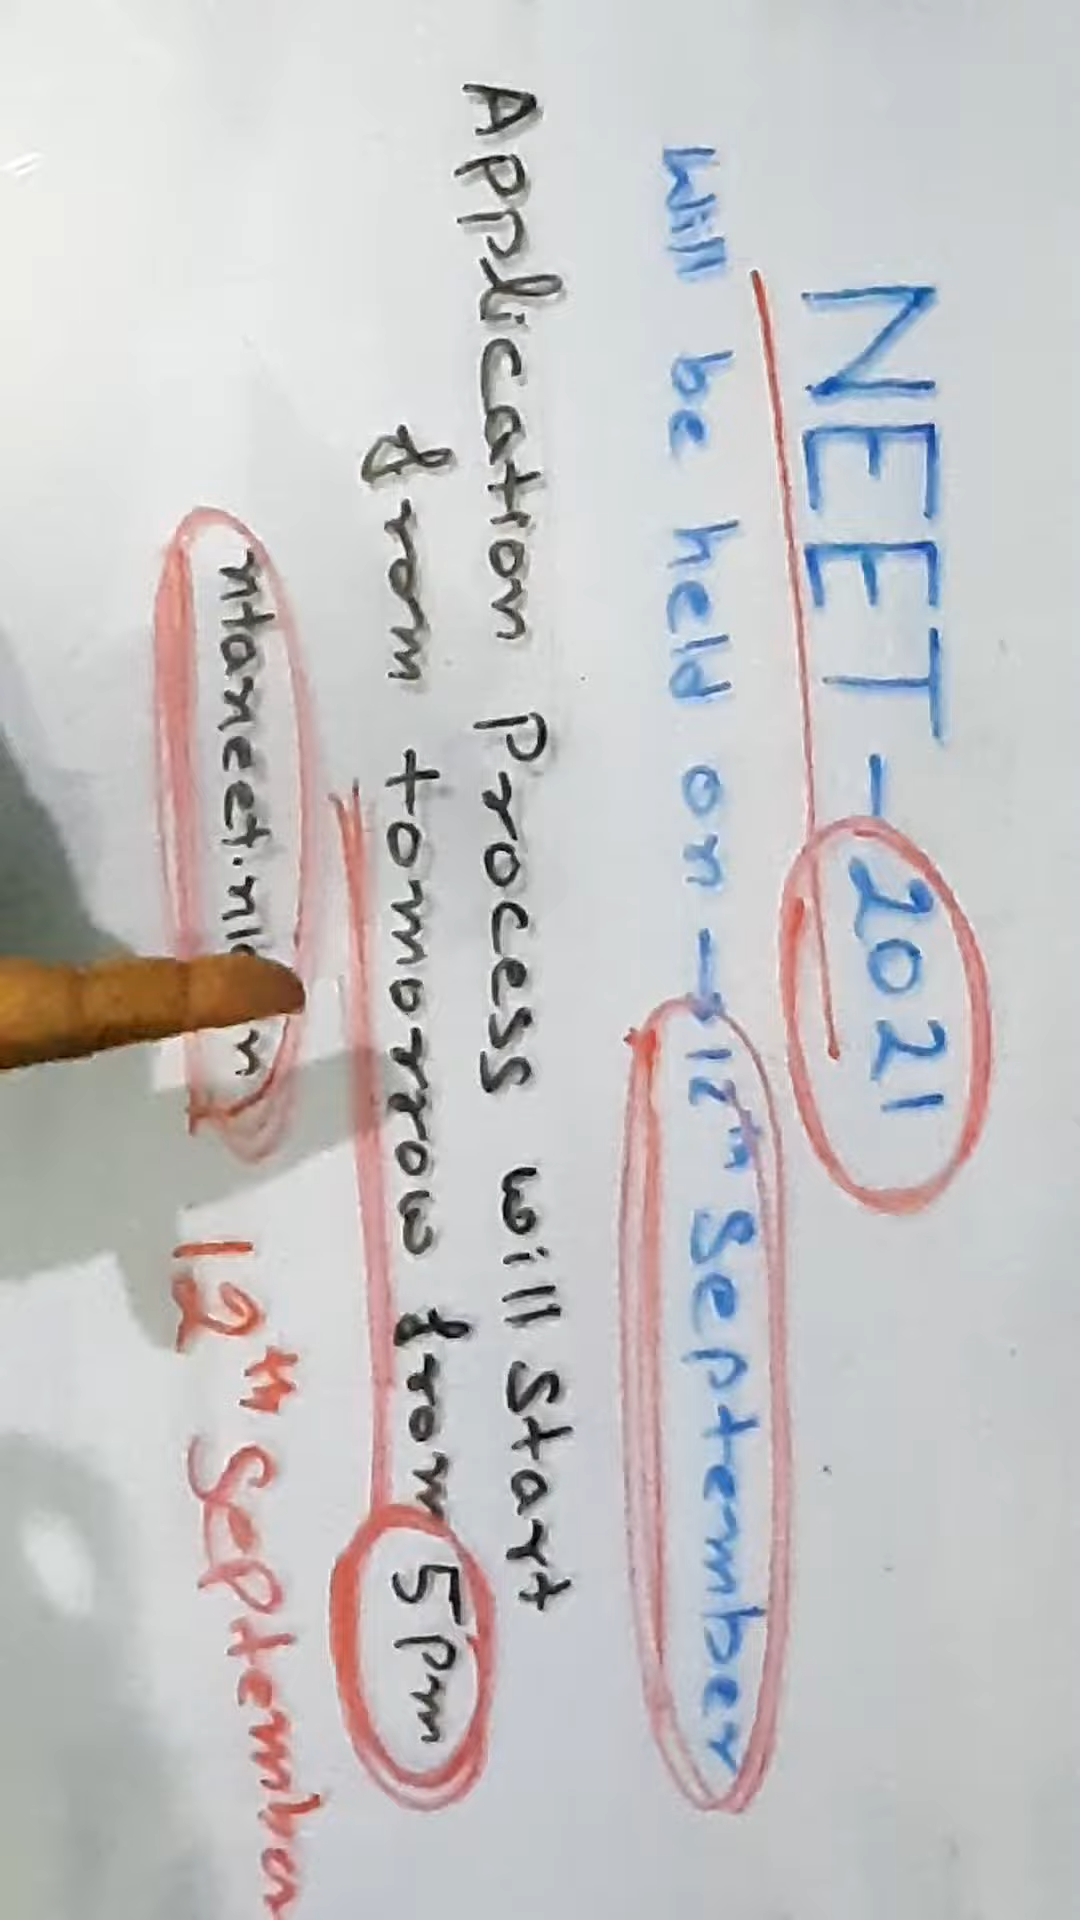 NEET-2021
Will be held on - 12th September
Application Process will Start
from tomorrow from 5pm
12th September